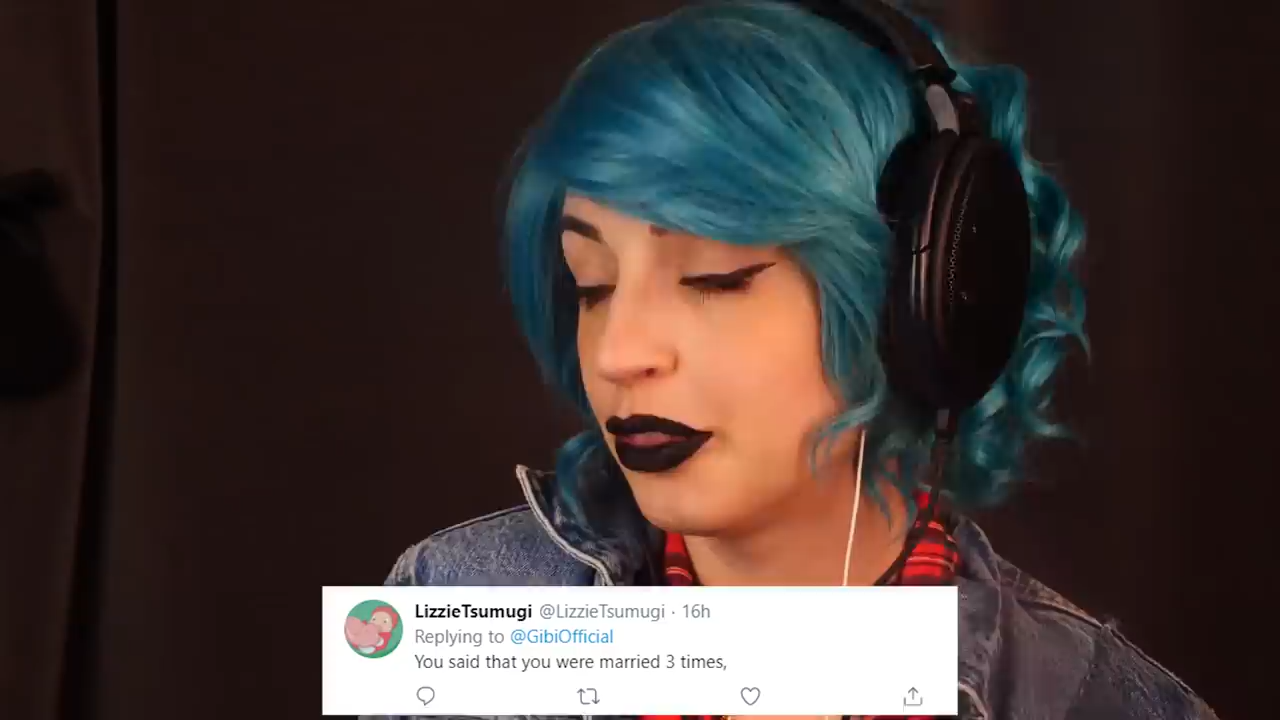 LizzieTsumugi @LizzieTsumugi · 16h
Replying to @GibiOfficial
You said that you were married 3 times,